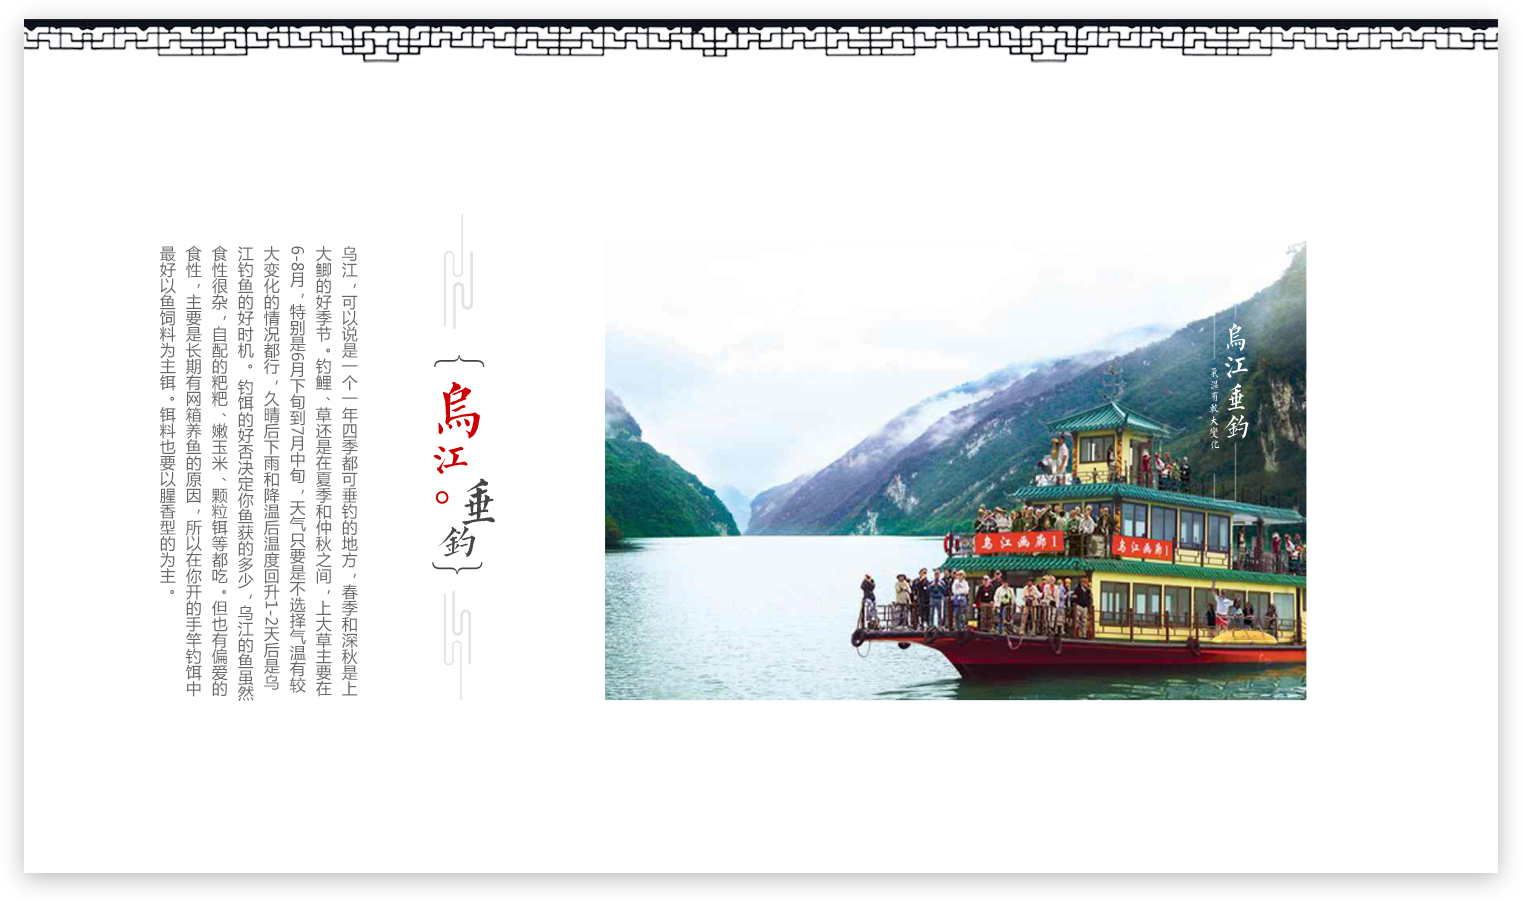 乌江，可以说是一个一年四季都可垂钓的地方，春季和深秋是上
大鲫的好季节。钓鲤、草还是在夏季和仲秋之间，上大草主要在
6-8月，特别是6月下旬到7月中旬，天气只要是不选择气温有较
大变化的情况都行，久晴后下雨和降温后温度回升1-2天后是乌
江钓鱼的好时机。钓饵的好否决定你鱼获的多少，乌江的鱼虽然
食性很杂，自配的粑粑、嫩玉米、颗粒饵等都吃。但也有偏爱的
食性，主要是长期有网箱养鱼的原因，所以在你开的手竿钓饵中
最好以鱼饲料为主饵。饵料也要以腥香型的为主。
烏江。
垂釣
烏江垂釣
氣温有較大變化
乌江画廊1
乌江画廊1